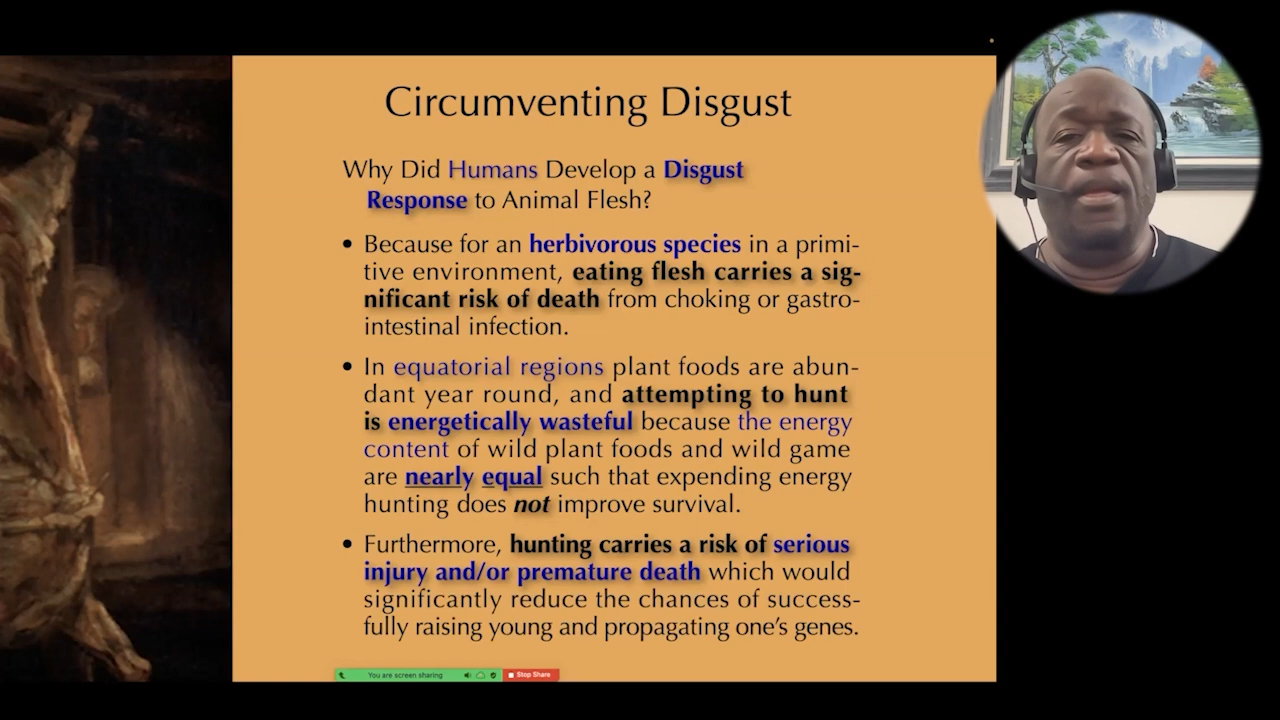 Circumventing Disgust
Why Did Humans Develop a Disgust
Response to Animal Flesh?
• Because for an herbivorous species in a primi-
tive environment, eating flesh carries a sig-
nificant risk of death from choking or gastro-
intestinal infection.
• In equatorial regions plant foods are abun-
dant year round, and attempting to hunt
is energetically wasteful because the energy
content of wild plant foods and wild game
are nearly equal such that expending energy
hunting does not improve survival.
• Furthermore, hunting carries a risk of serious
injury and/or premature death which would
significantly reduce the chances of success-
fully raising young and propagating one's genes.
You are screen sharing Stop Share